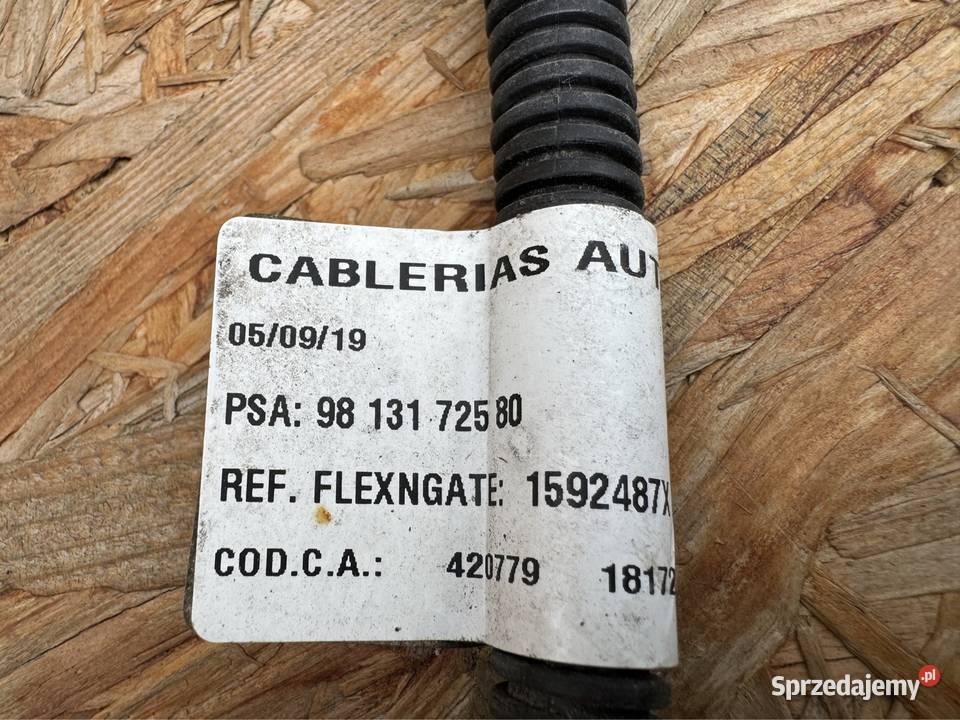 CABLERIAS AUT
05/09/19
PSA: 98 131 725 80
REF. FLEXNGATE: 1592487X
COD.C.A.: 420779 18172
Sprzedajemy.pl